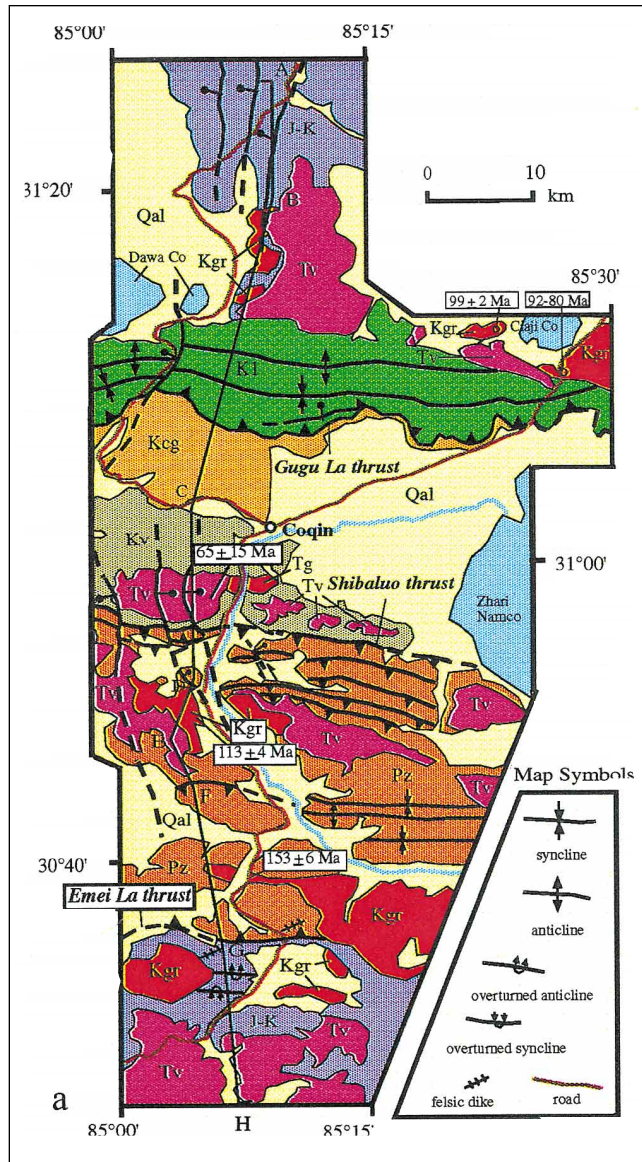 85°00'
85°15'
A
J-K
0 10
km
31°20'
B
Qal
Dawa Co
Kgr
Tv
85°30'
99±2 Ma
92-80 Ma
Kgr
Tv
Kgr
K1
Kcg
Gugu La thrust
C
Qal
Coqin
Kv
65±15 Ma
31°00'
Tg
Tv
Shibaluo thrust
Tv
Zhari
Namco
Tv
Tv
Kgr
E
Tv
113±4 Ma
Pz
Tv
Map Symbols
F
Qal
syncline
30°40'
Pz
153±6 Ma
anticline
Emei La thrust
Kgr
G
Kgr
Kgr
overturned anticline
J-K
Tv
overturned syncline
Tv
a
felsic dike
road
85°00'
85°15'
H